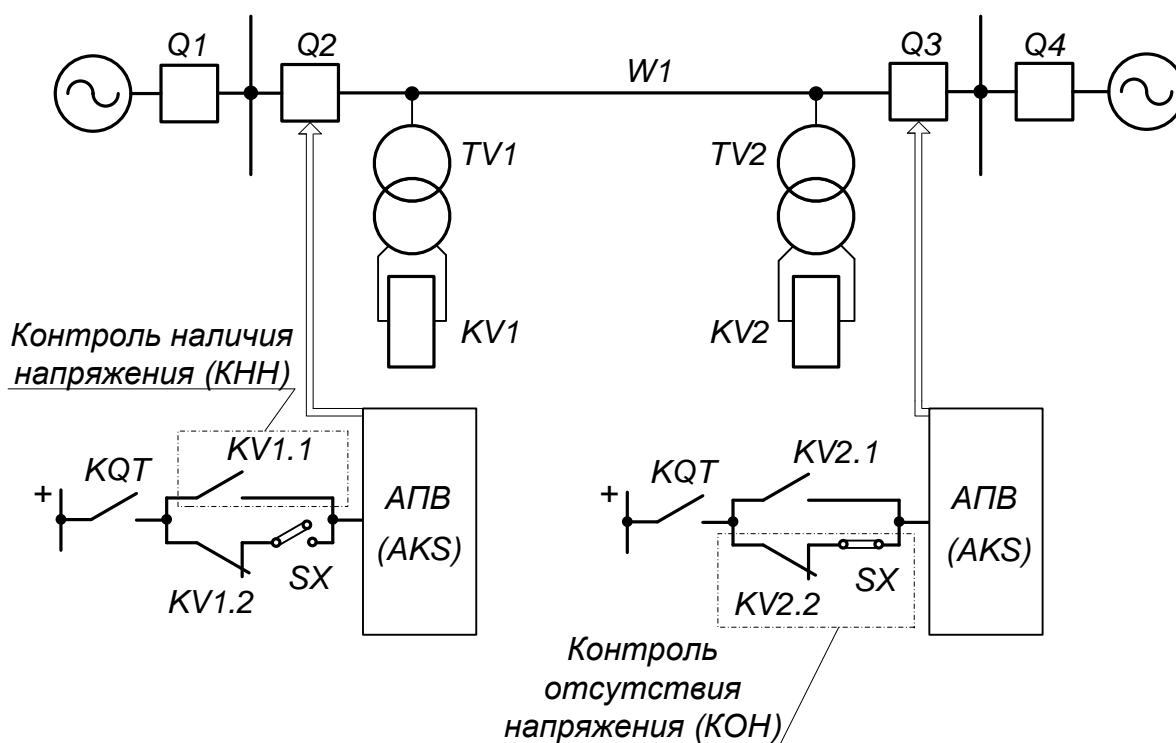 Q1
Q2
W1
Q3
Q4
TV1
TV2
KV1
KV2
Контроль наличия
напряжения (КНН)
KV1.1
KQT
+
АПВ
(AKS)
SX
KV1.2
KV2.1
KQT
+
АПВ
(AKS)
SX
KV2.2
Контроль
отсутствия
напряжения (КОН)